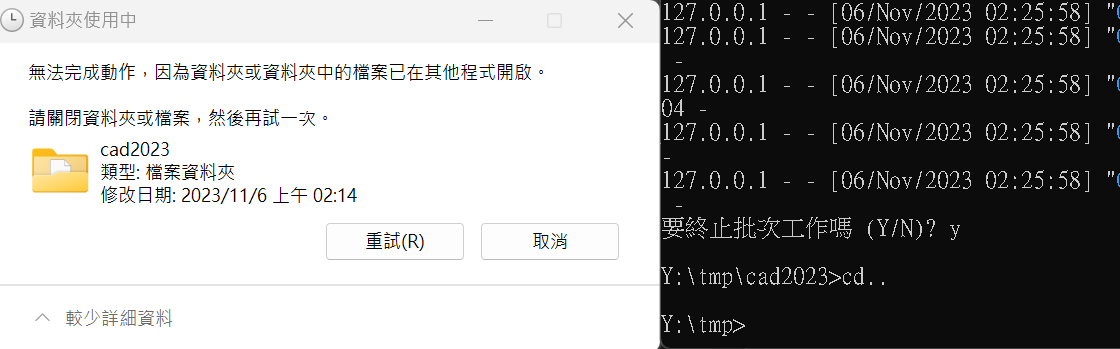 資料夾使用中
無法完成動作，因為資料夾或資料夾中的檔案已在其他程式開啟。
請關閉資料夾或檔案，然後再試一次。
cad2023
類型: 檔案資料夾
修改日期: 2023/11/6 上午 02:14
重試(R)
取消
較少詳細資料
127.0.0.1 - - [06/Nov/2023 02:25:58] "
127.0.0.1 - - [06/Nov/2023 02:25:58] "
-
127.0.0.1 - - [06/Nov/2023 02:25:58] "
04 -
127.0.0.1 - - [06/Nov/2023 02:25:58] "
-
127.0.0.1 - - [06/Nov/2023 02:25:58] "
-
要終止批次工作嗎 (Y/N)? y
Y:\tmp\cad2023>cd..
Y:\tmp>